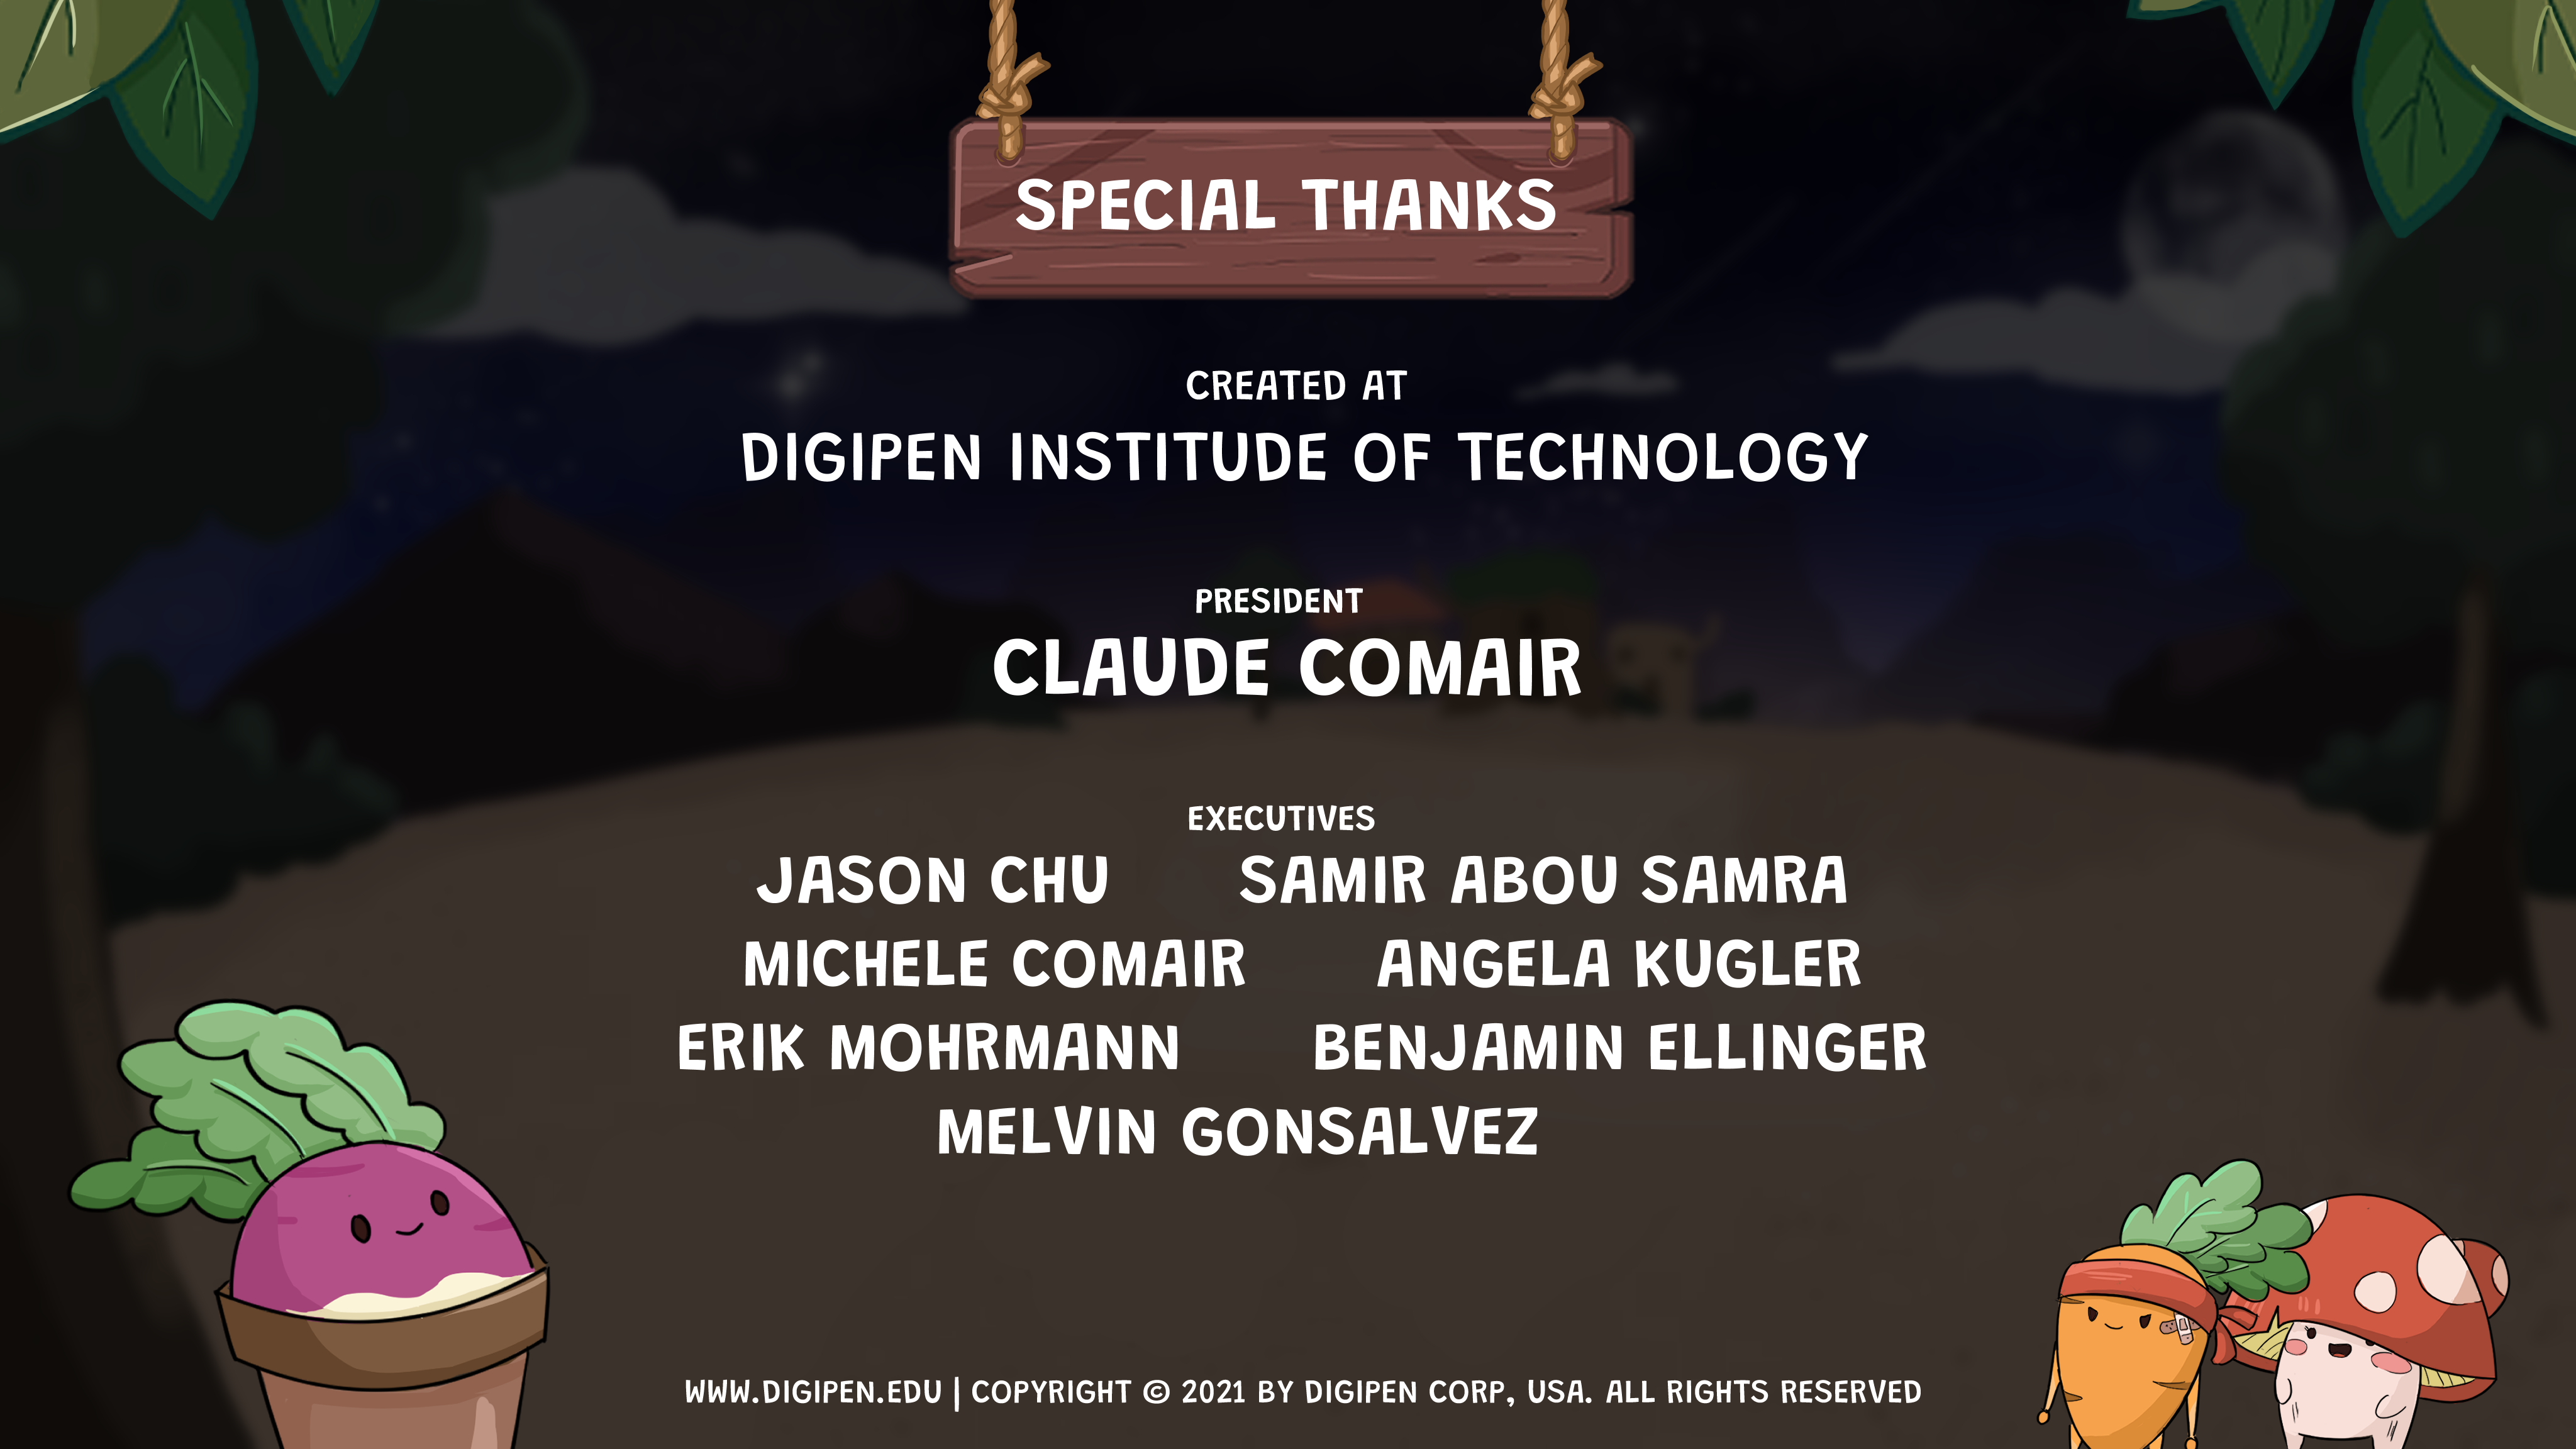 SPECIAL THANKS
CREATED AT
DIGIPEN INSTITUDE OF TECHNOLOGY
PRESIDENT
CLAUDE COMAIR
EXECUTIVES
JASON CHU SAMIR ABOU SAMRA
MICHELE COMAIR ANGELA KUGLER
ERIK MOHRMANN BENJAMIN ELLINGER
MELVIN GONSALVEZ
WWW.DIGIPEN.EDU | COPYRIGHT © 2021 BY DIGIPEN CORP, USA. ALL RIGHTS RESERVED